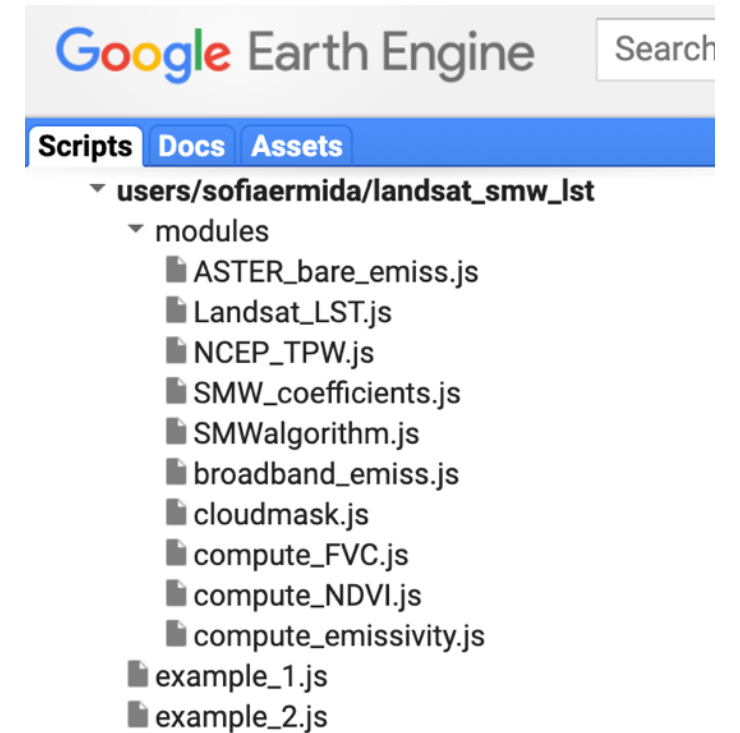 Google Earth Engine Search
Scripts Docs Assets
users/sofiaermida/landsat_smw_lst
modules
ASTER_bare_emiss.js
Landsat_LST.js
NCEP_TPW.js
SMW_coefficients.js
SMWalgorithm.js
broadband_emiss.js
cloudmask.js
compute_FVC.js
compute_NDVI.js
compute_emissivity.js
example_1.js
example_2.js